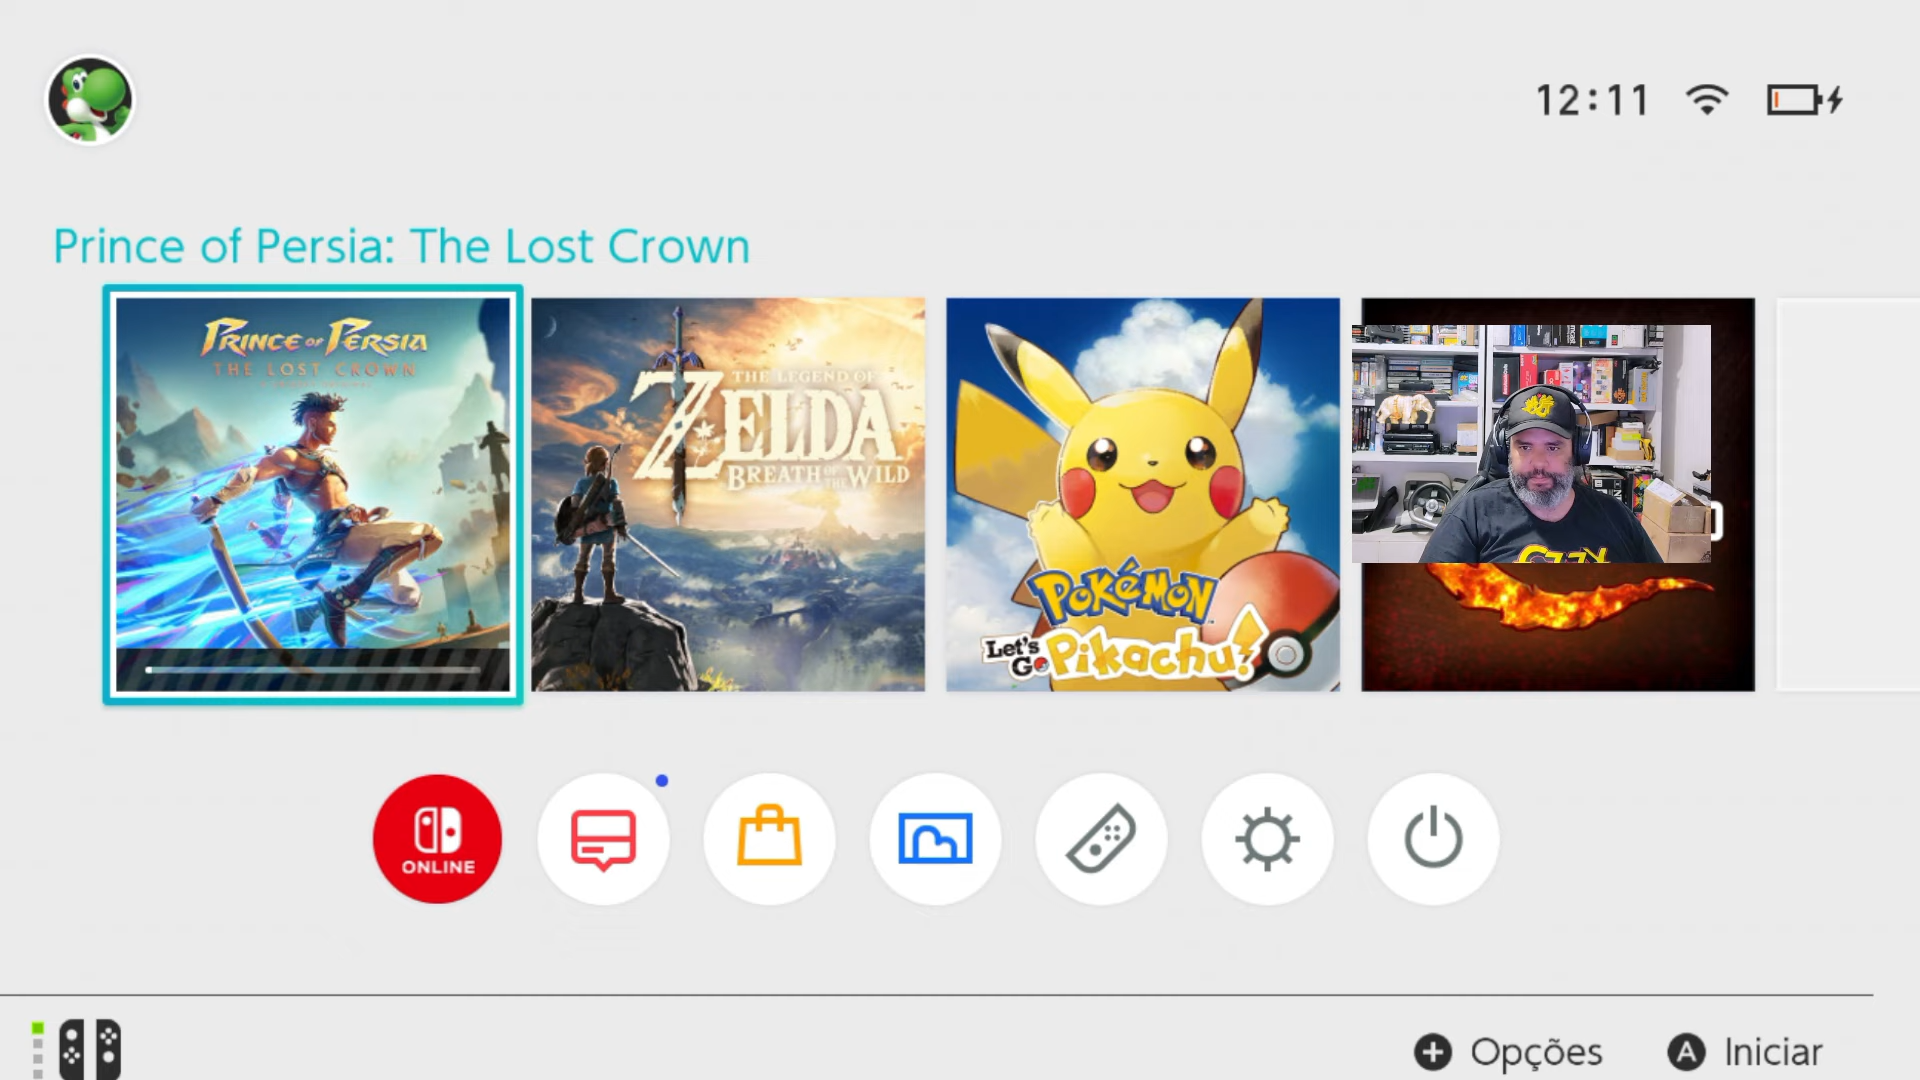 12:11
Prince of Persia: The Lost Crown
PRINCE OF PERSIA
THE LOST CROWN
THE LEGEND OF
ZELDA
BREATH OF THE WILD
POKÉMON
Let's Go Pikachu!
OZZY
ONLINE
+ Opções
A Iniciar